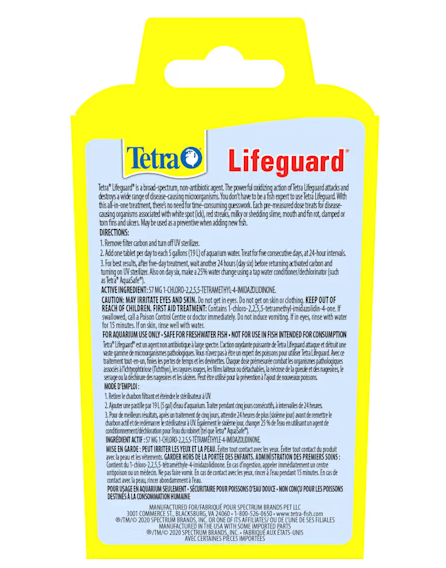 Tetra
Lifeguard®
Tetra® Lifeguard® is a broad-spectrum, non-antibiotic agent. The powerful oxidizing action of Tetra Lifeguard attacks and
destroys a wide range of disease-causing microorganisms. You don't have to be a fish expert to use Tetra Lifeguard. With
this all-in-one treatment, there's no need for time-consuming guesswork. Each pre-measured dose treats for disease-
causing organisms associated with white spot (ick), red streaks, milky or shedding slime, mouth and fin rot, clamped or
torn fins and ulcers. May be used as a preventive when adding new fish.
DIRECTIONS:
1. Remove filter carbon and turn off UV sterilizer.
2. Add one tablet per day to each 5 gallons (19 L) of aquarium water. Treat for five consecutive days, at 24-hour intervals.
3. For best results, after five-day treatment, wait another 24 hours (day six) before returning activated carbon and
turning on UV sterilizer. Also on day six, make a 25% water change using a tap water conditioner/dechlorinator (such
as Tetra® AquaSafe®).
ACTIVE INGREDIENT: 57 MG 1-CHLORO-2,2,5,5-TETRAMETHYL-4-IMIDAZOLIDINONE.
CAUTION: MAY IRRITATE EYES AND SKIN. Do not get in eyes. Do not get on skin or clothing. KEEP OUT OF
REACH OF CHILDREN. FIRST AID TREATMENT: Contains 1-chloro-2,2,5,5-tetramethyl-imidazolidin-4-one. If
swallowed, call a Poison Control Centre or doctor immediately. Do not induce vomiting. If in eyes, rinse with water
for 15 minutes. If on skin, rinse well with water.
FOR AQUARIUM USE ONLY • SAFE FOR FRESHWATER FISH • NOT FOR USE IN FISH INTENDED FOR CONSUMPTION
Tetra® Lifeguard® est un agent non antibiotique à large spectre. L'action oxydante puissante de Tetra Lifeguard attaque et détruit une
vaste gamme de microorganismes pathologiques. Vous n'avez pas à être un expert des poissons pour utiliser Tetra Lifeguard. Avec ce
traitement tout-en-un, finies les pertes de temps et les devinettes. Chaque dose prémesurée combat les organismes pathologiques
associés à l'ichtyophtiriose (l'ichthyo), les rayures rouges, les films laiteux ou détachables, la nécrose de la gueule et des nageoires, le
serrage ou la déchirure des nageoires et les ulcères. Peut être utilisé pour la prévention à l'ajout de nouveaux poissons.
MODE D'EMPLOI :
1. Retirer le charbon filtrant et éteindre le stérilisateur à UV.
2. Ajouter une pastille par 19 L (5 gal) d'eau d'aquarium. Traiter pendant cinq jours consécutifs, à intervalles de 24 heures.
3. Pour de meilleurs résultats, après un traitement de cinq jours, attendre 24 heures de plus (sixième jour) avant de remettre le
charbon actif et de redémarrer le stérilisateur à UV. Également le sixième jour, changer 25 % de l'eau en utilisant un agent de
conditionnement/déchloration pour l'eau du robinet (tel que Tetra® AquaSafe®).
INGRÉDIENT ACTIF : 57 MG 1-CHLORO-2,2,5,5-TÉTRAMÉTHYLE-4-IMIDAZOLIDINONE.
MISE EN GARDE : PEUT IRRITER LES YEUX ET LA PEAU. Éviter tout contact avec les yeux. Éviter tout contact du produit
avec la peau et les vêtements. GARDER HORS DE LA PORTÉE DES ENFANTS. ADMINISTRATION DES PREMIERS SOINS :
Contient du 1-chloro-2,2,5,5-tétraméthyle-4-imidazolidinone. En cas d'ingestion, appeler immédiatement un centre
antipoison ou un médecin. Ne pas faire vomir. En cas de contact avec les yeux, rincer à l'eau pendant 15 minutes. En cas de
contact avec la peau, rincer abondamment à l'eau.
POUR USAGE EN AQUARIUM SEULEMENT • SÉCURITAIRE POUR POISSONS D'EAU DOUCE • NON CONÇU POUR LES POISSONS
DESTINÉS À LA CONSOMMATION HUMAINE
MANUFACTURED FOR/FABRIQUÉ POUR SPECTRUM BRANDS PET LLC
3001 COMMERCE ST., BLACKSBURG, VA 24060 • 1-800-526-0650 • www.tetra-fish.com
®/TM/© 2020 SPECTRUM BRANDS, INC. OR ONE OF ITS AFFILIATES/ OU DE L'UNE DE SES FILIALES
MANUFACTURED IN THE USA WITH SOME IMPORTED PARTS
®/TM/© 2020 SPECTRUM BRANDS, INC. • FABRIQUÉ AUX ÉTATS-UNIS
AVEC CERTAINES PIÈCES IMPORTÉES